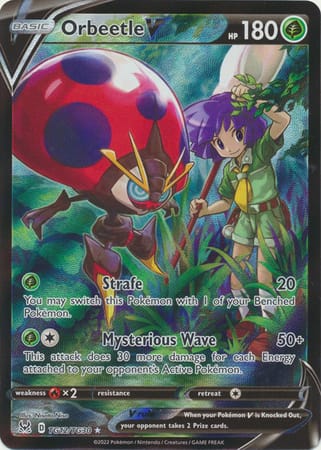 BASIC
Orbeetle V
HP 180
Strafe 20
You may switch this Pokémon with 1 of your Benched
Pokémon.
Mysterious Wave 50+
This attack does 30 more damage for each Energy
attached to your opponent's Active Pokémon.
weakness ×2 resistance retreat
V rule
When your Pokémon V is Knocked Out,
your opponent takes 2 Prize cards.
D TG12/TG30 ★
©2022 Pokémon / Nintendo / Creatures / GAME FREAK